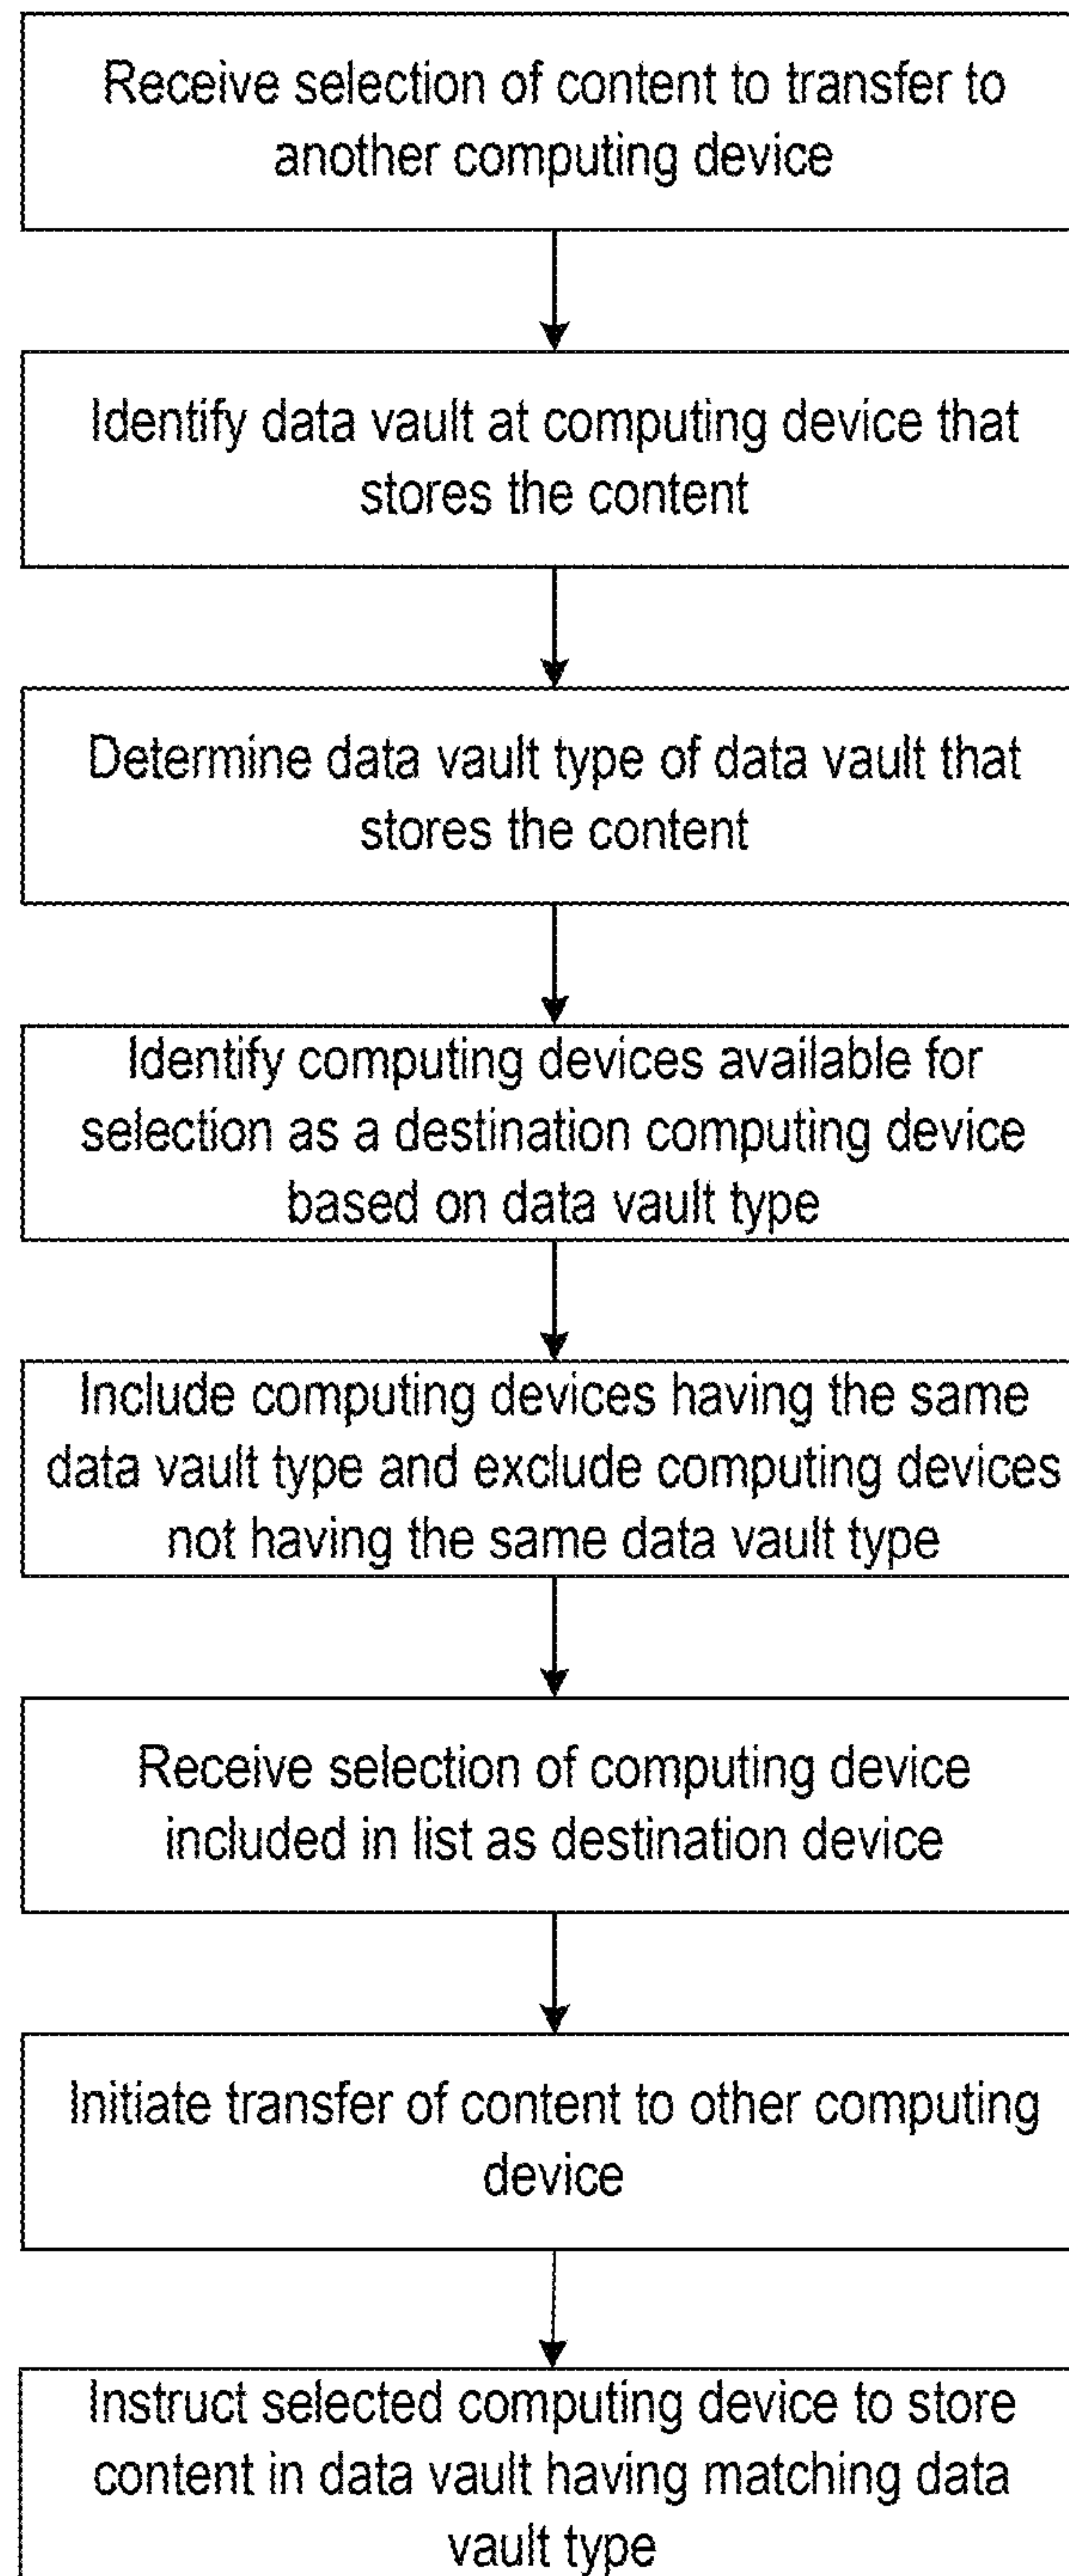 Receive selection of content to transfer to
another computing device
Identify data vault at computing device that
stores the content
Determine data vault type of data vault that
stores the content
Identify computing devices available for
selection as a destination computing device
based on data vault type
Include computing devices having the same
data vault type and exclude computing devices
not having the same data vault type
Receive selection of computing device
included in list as destination device
Initiate transfer of content to other computing
device
Instruct selected computing device to store
content in data vault having matching data
vault type